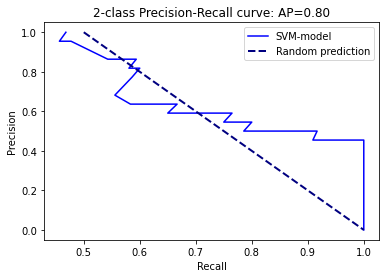 2-class Precision-Recall curve: AP=0.80
SVM-model
Random prediction
Precision
1.0
0.8
0.6
0.4
0.2
0.0
0.5 0.6 0.7 0.8 0.9 1.0
Recall